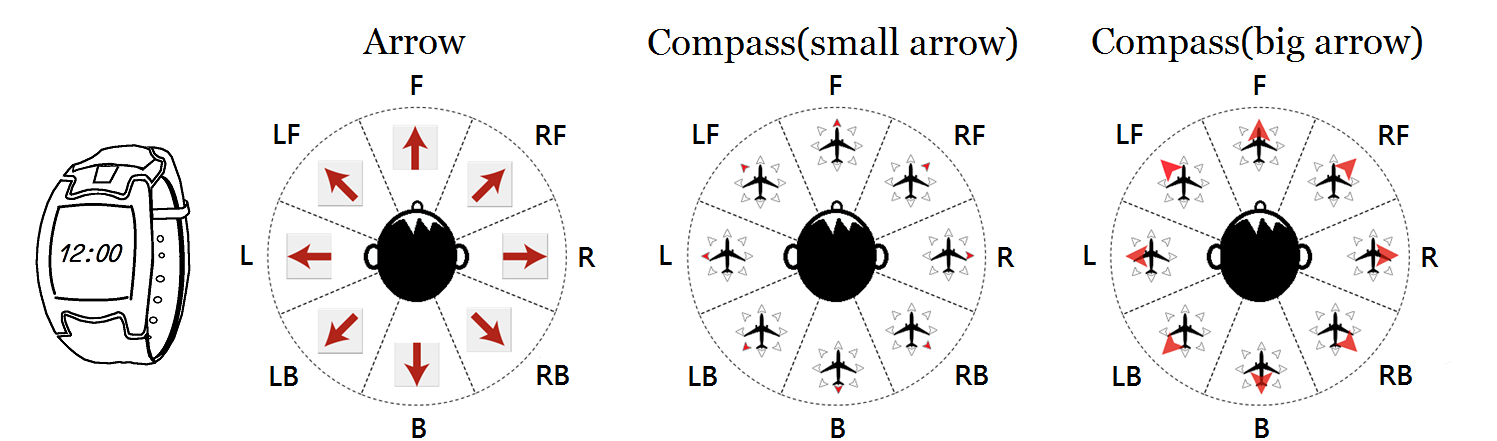 Arrow
Compass(small arrow)
Compass(big arrow)
F
F
F
LF
RF
LF
RF
LF
RF
12:00
L
R
L
R
L
R
LB
RB
LB
RB
LB
RB
B
B
B